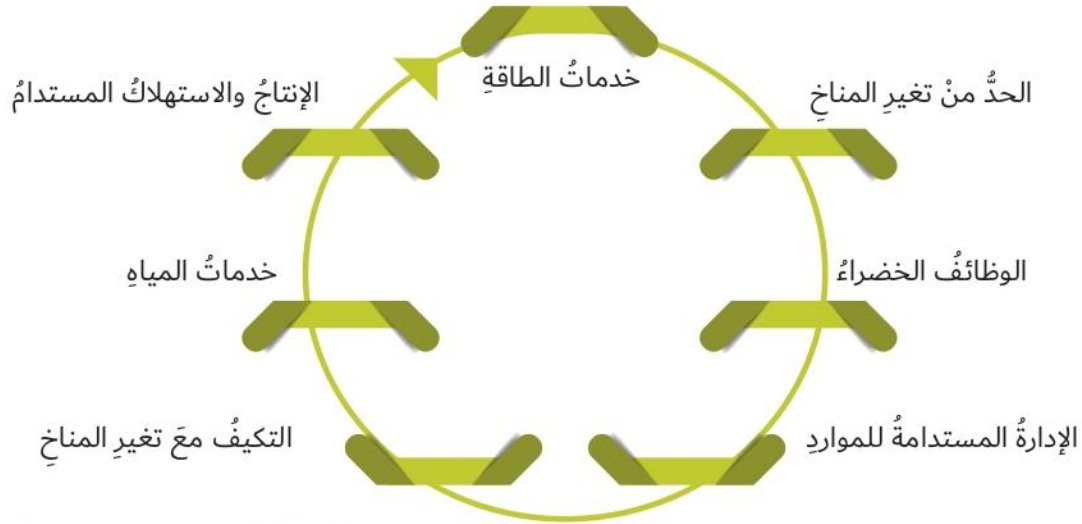 خدماتُ الطاقةِ
الحدُّ منْ تغيرِ المناخِ
الإنتاجُ والاستهلاكُ المستدامُ
الوظائفُ الخضراءُ
خدماتُ المياهِ
الإدارةُ المستدامةُ للمواردِ
التكيفُ معَ تغيرِ المناخِ